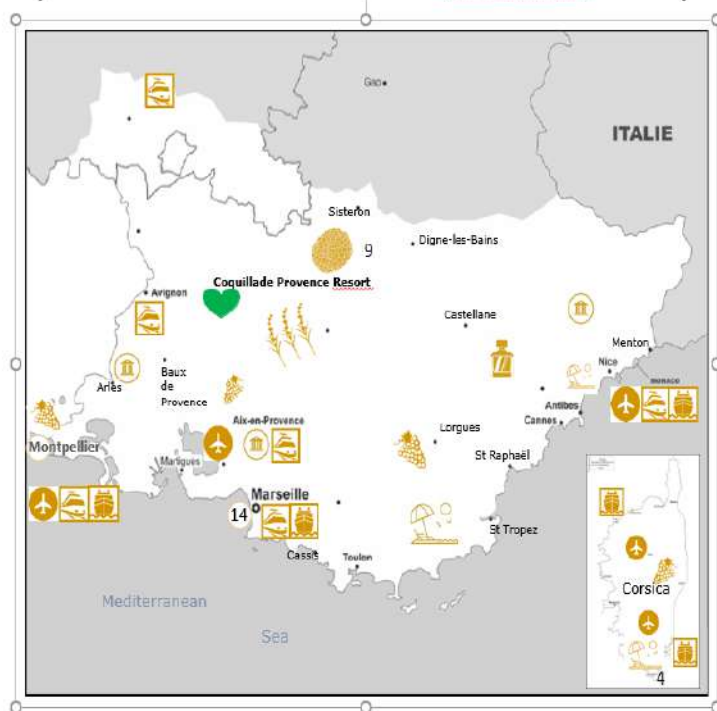 Gap
ITALIE
Sisteron
9
Digne-les-Bains
Coquillade Provence Resort
Avignon
Castellane
Menton
Nice
MONACO
Baux
de
Provence
Arles
Antibes
Cannes
Aix-en-Provence
Lorgues
Montpellier
Martigues
St Raphaël
Marseille
14
St Tropez
Cassis
Toulon
Corsica
Mediterranean
Sea
4